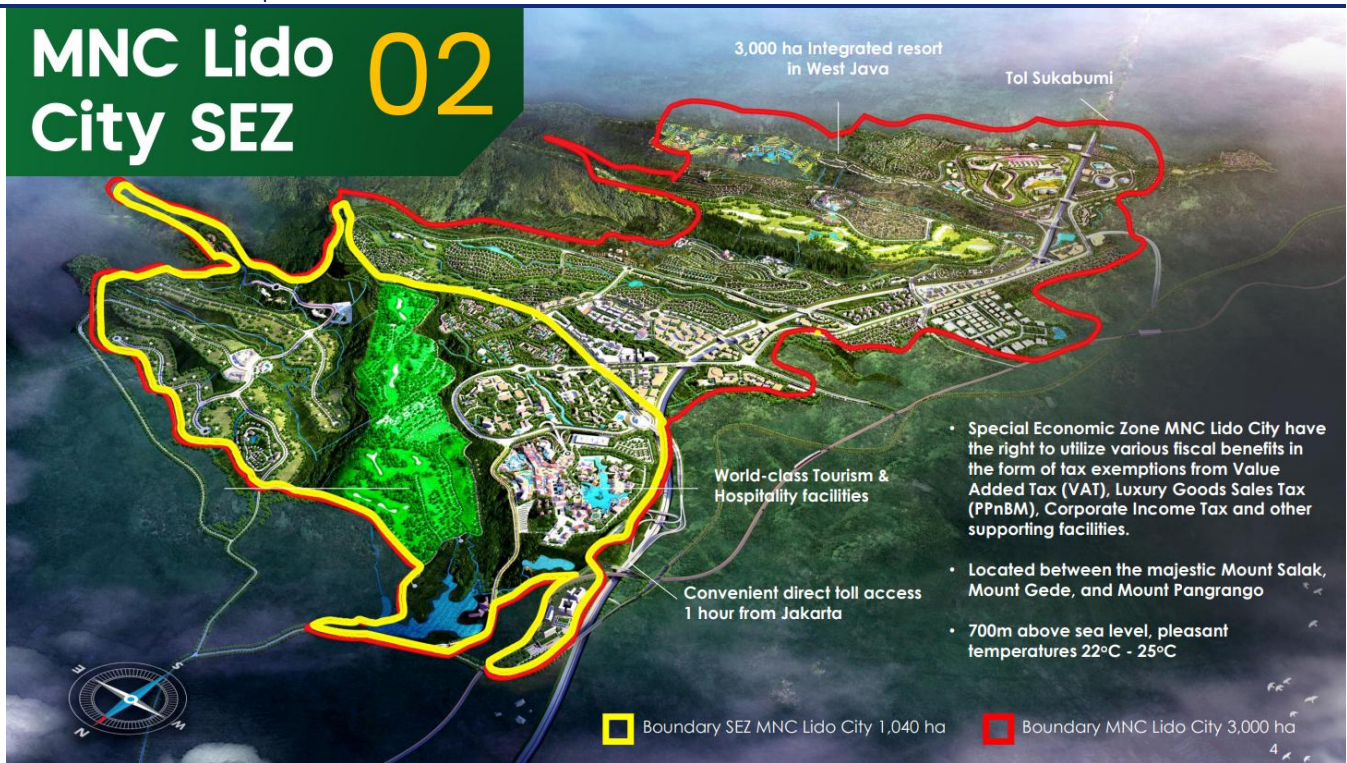 MNC Lido
City SEZ
02
3,000 ha Integrated resort
in West Java
Tol Sukabumi
World-class Tourism &
Hospitality facilities
Convenient direct toll access
1 hour from Jakarta
• Special Economic Zone MNC Lido City have
the right to utilize various fiscal benefits in
the form of tax exemptions from Value
Added Tax (VAT), Luxury Goods Sales Tax
(PPnBM), Corporate Income Tax and other
supporting facilities.
• Located between the majestic Mount Salak,
Mount Gede, and Mount Pangrango
• 700m above sea level, pleasant
temperatures 22°C - 25°C
E
S
N
W
Boundary SEZ MNC Lido City 1,040 ha
Boundary MNC Lido City 3,000 ha
4